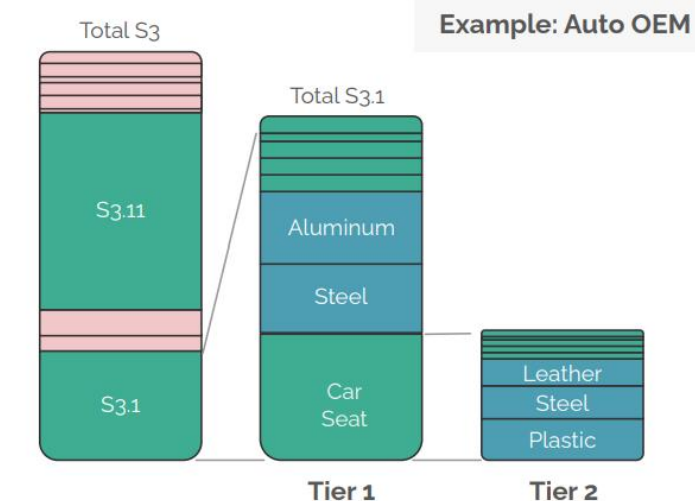 Example: Auto OEM
Total S3
Total S3.1
S3.11
S3.1
Aluminum
Steel
Car
Seat
Leather
Steel
Plastic
Tier 1
Tier 2